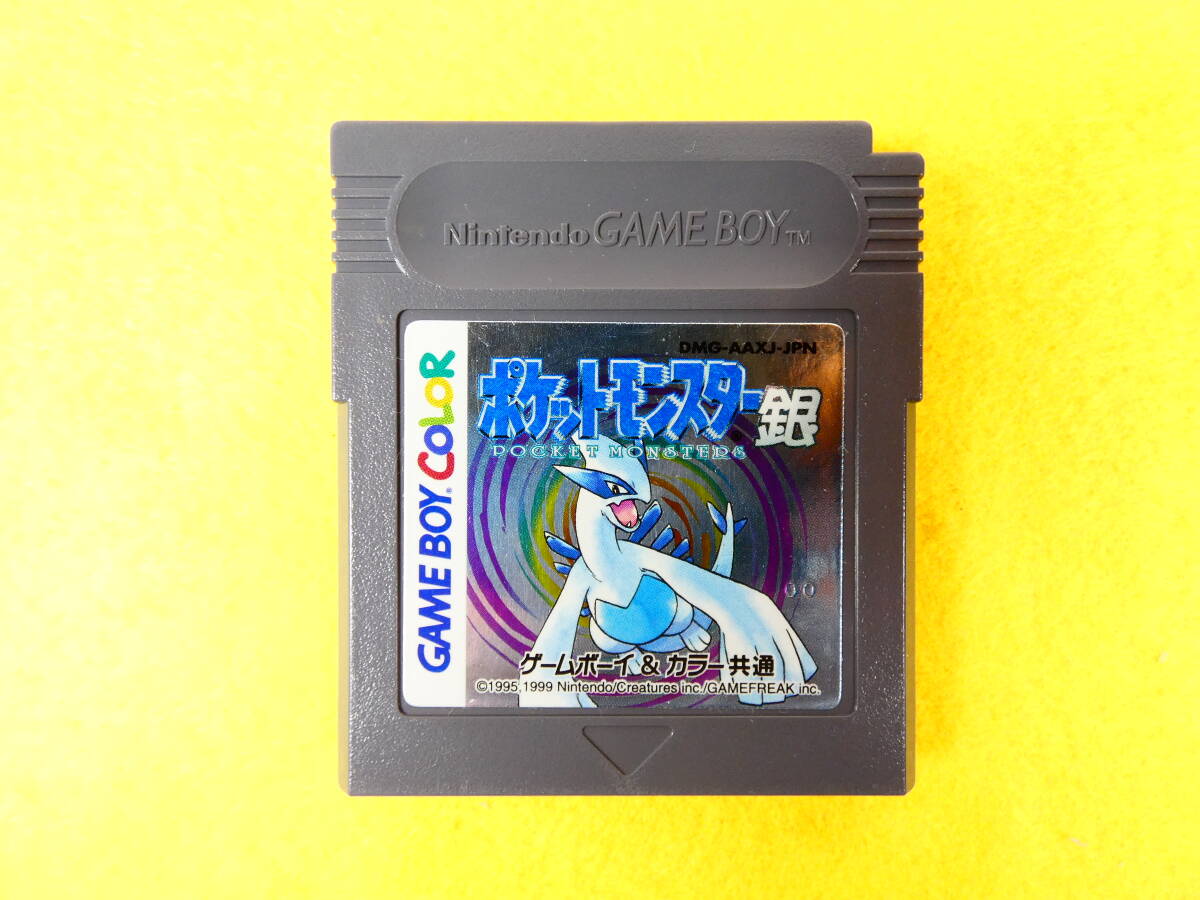 Nintendo GAME BOY TM
GAME BOY COLOR
DMG-AAXJ-JPN
ポケットモンスター銀
POCKET MONSTERS
ゲームボーイ & カラー共通
©1995,1999 Nintendo/Creatures inc./GAMEFREAK inc.